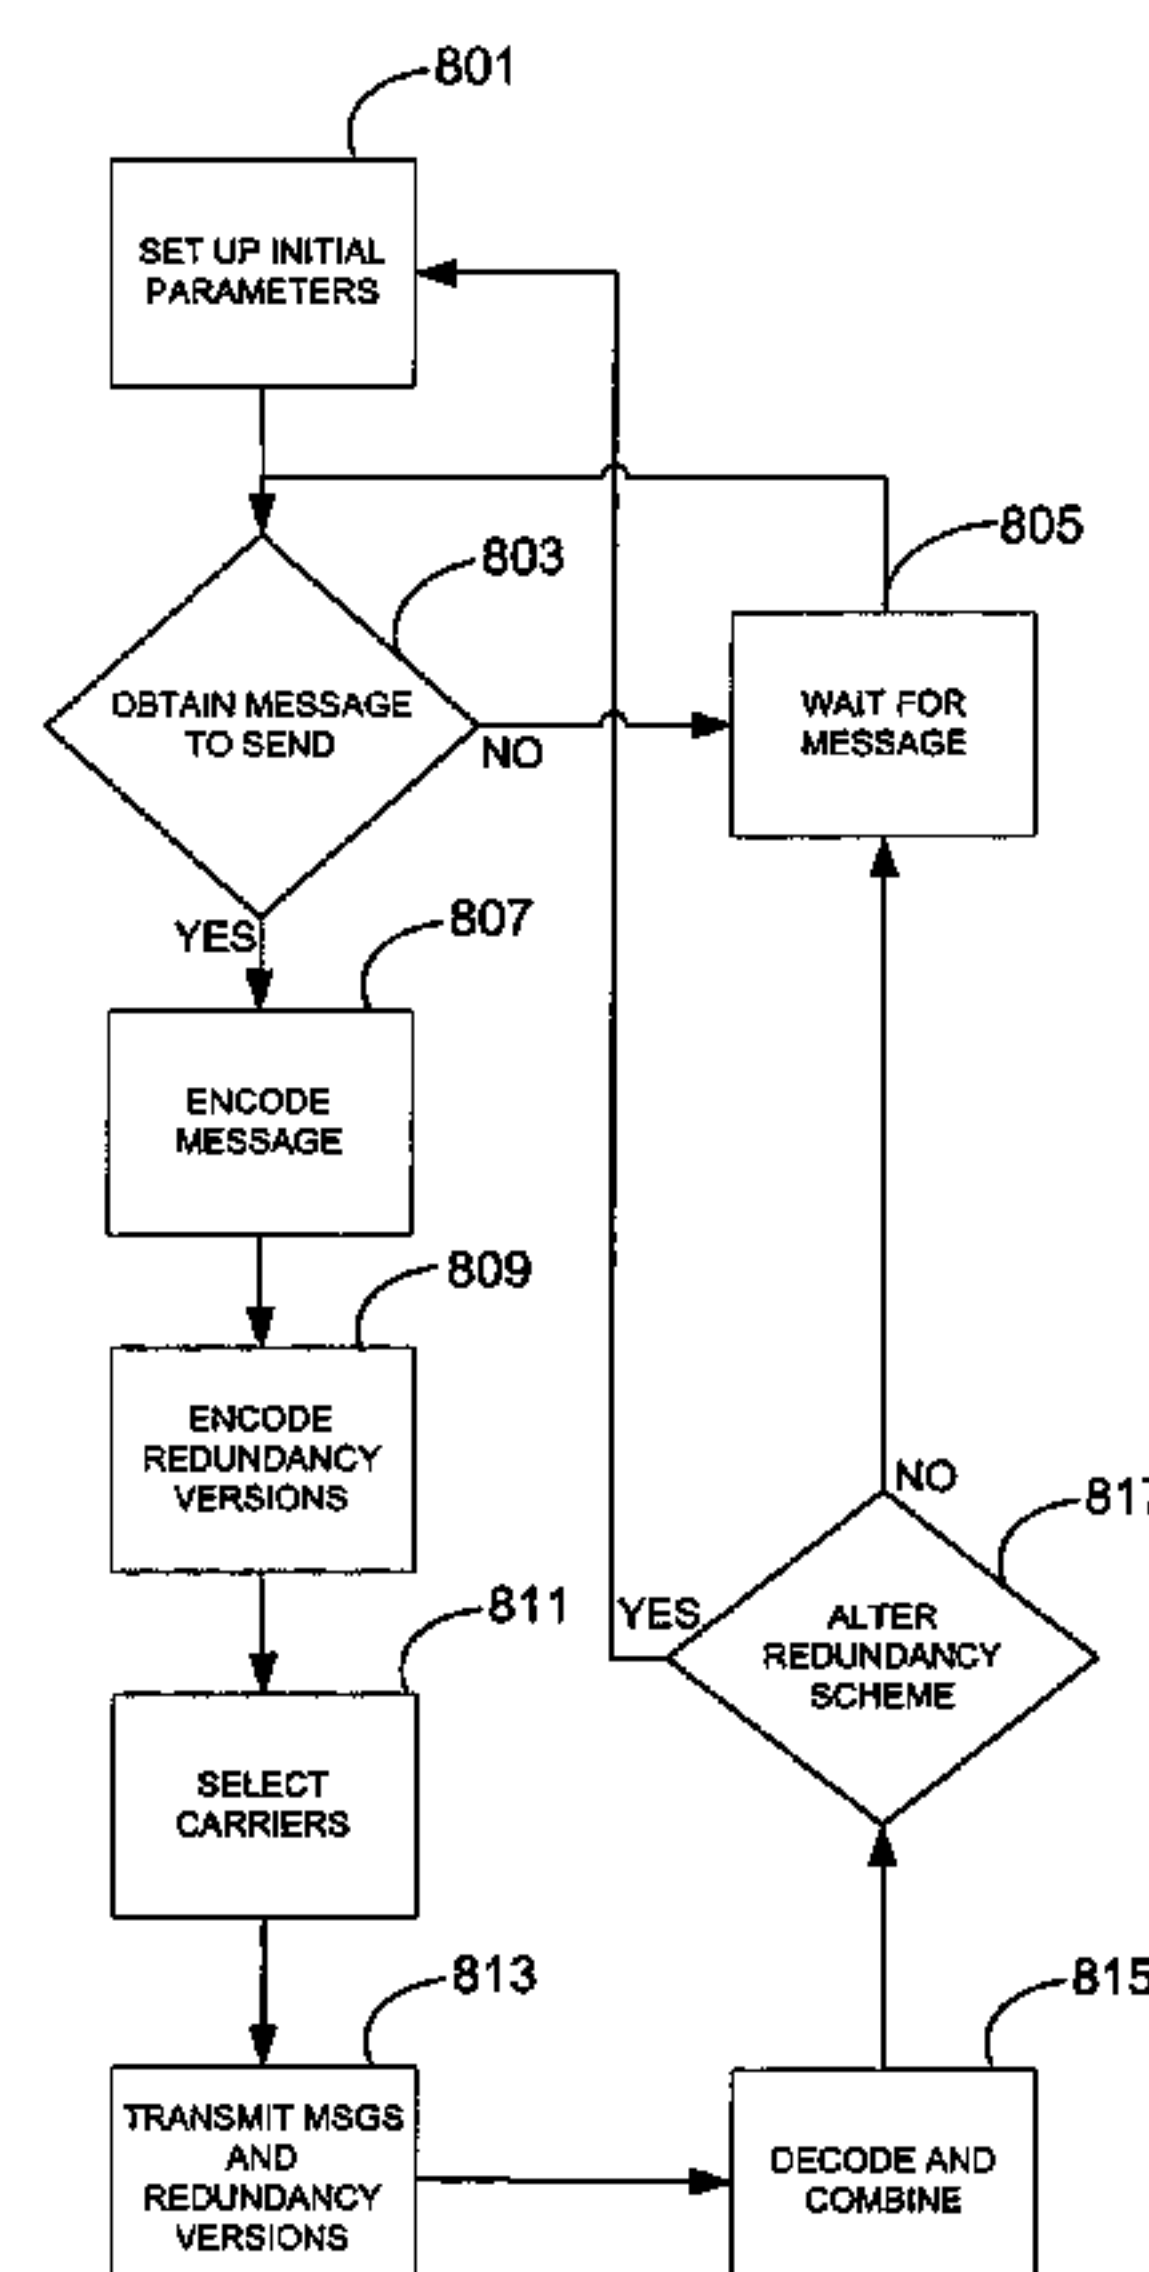 801
SET UP INITIAL
PARAMETERS
805
803
OBTAIN MESSAGE
TO SEND
NO
WAIT FOR
MESSAGE
YES
807
ENCODE
MESSAGE
809
ENCODE
REDUNDANCY
VERSIONS
NO
817
811
YES
ALTER
REDUNDANCY
SCHEME
SELECT
CARRIERS
813
815
TRANSMIT MSGS
AND
REDUNDANCY
VERSIONS
DECODE AND
COMBINE